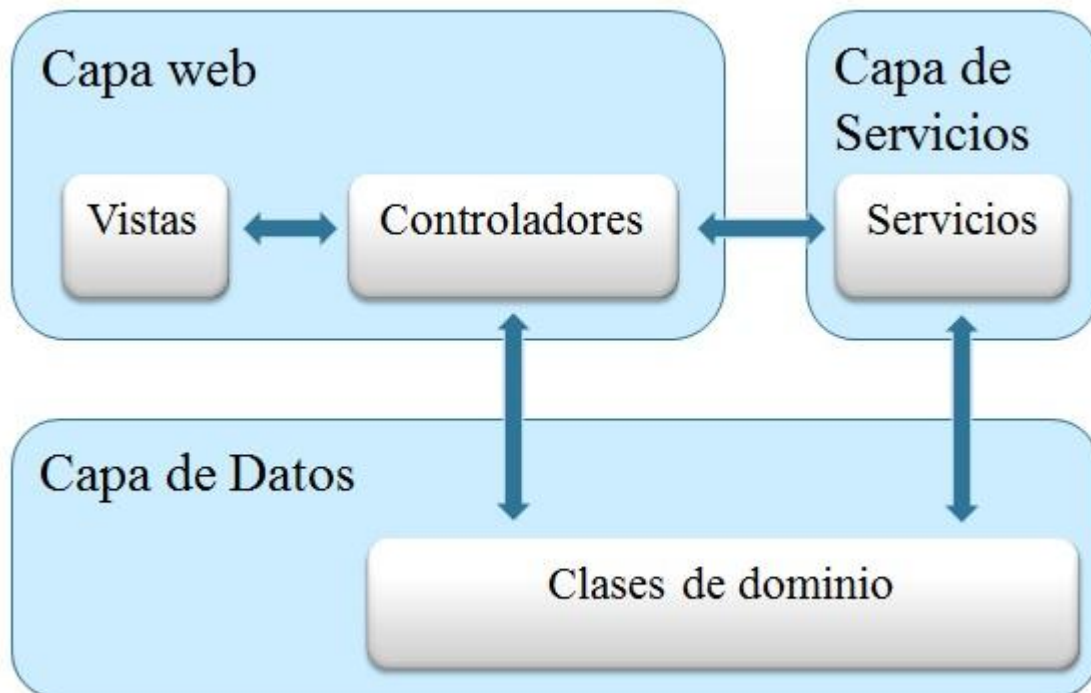 Capa web
Vistas
Controladores
Capa de
Servicios
Servicios
Capa de Datos
Clases de dominio